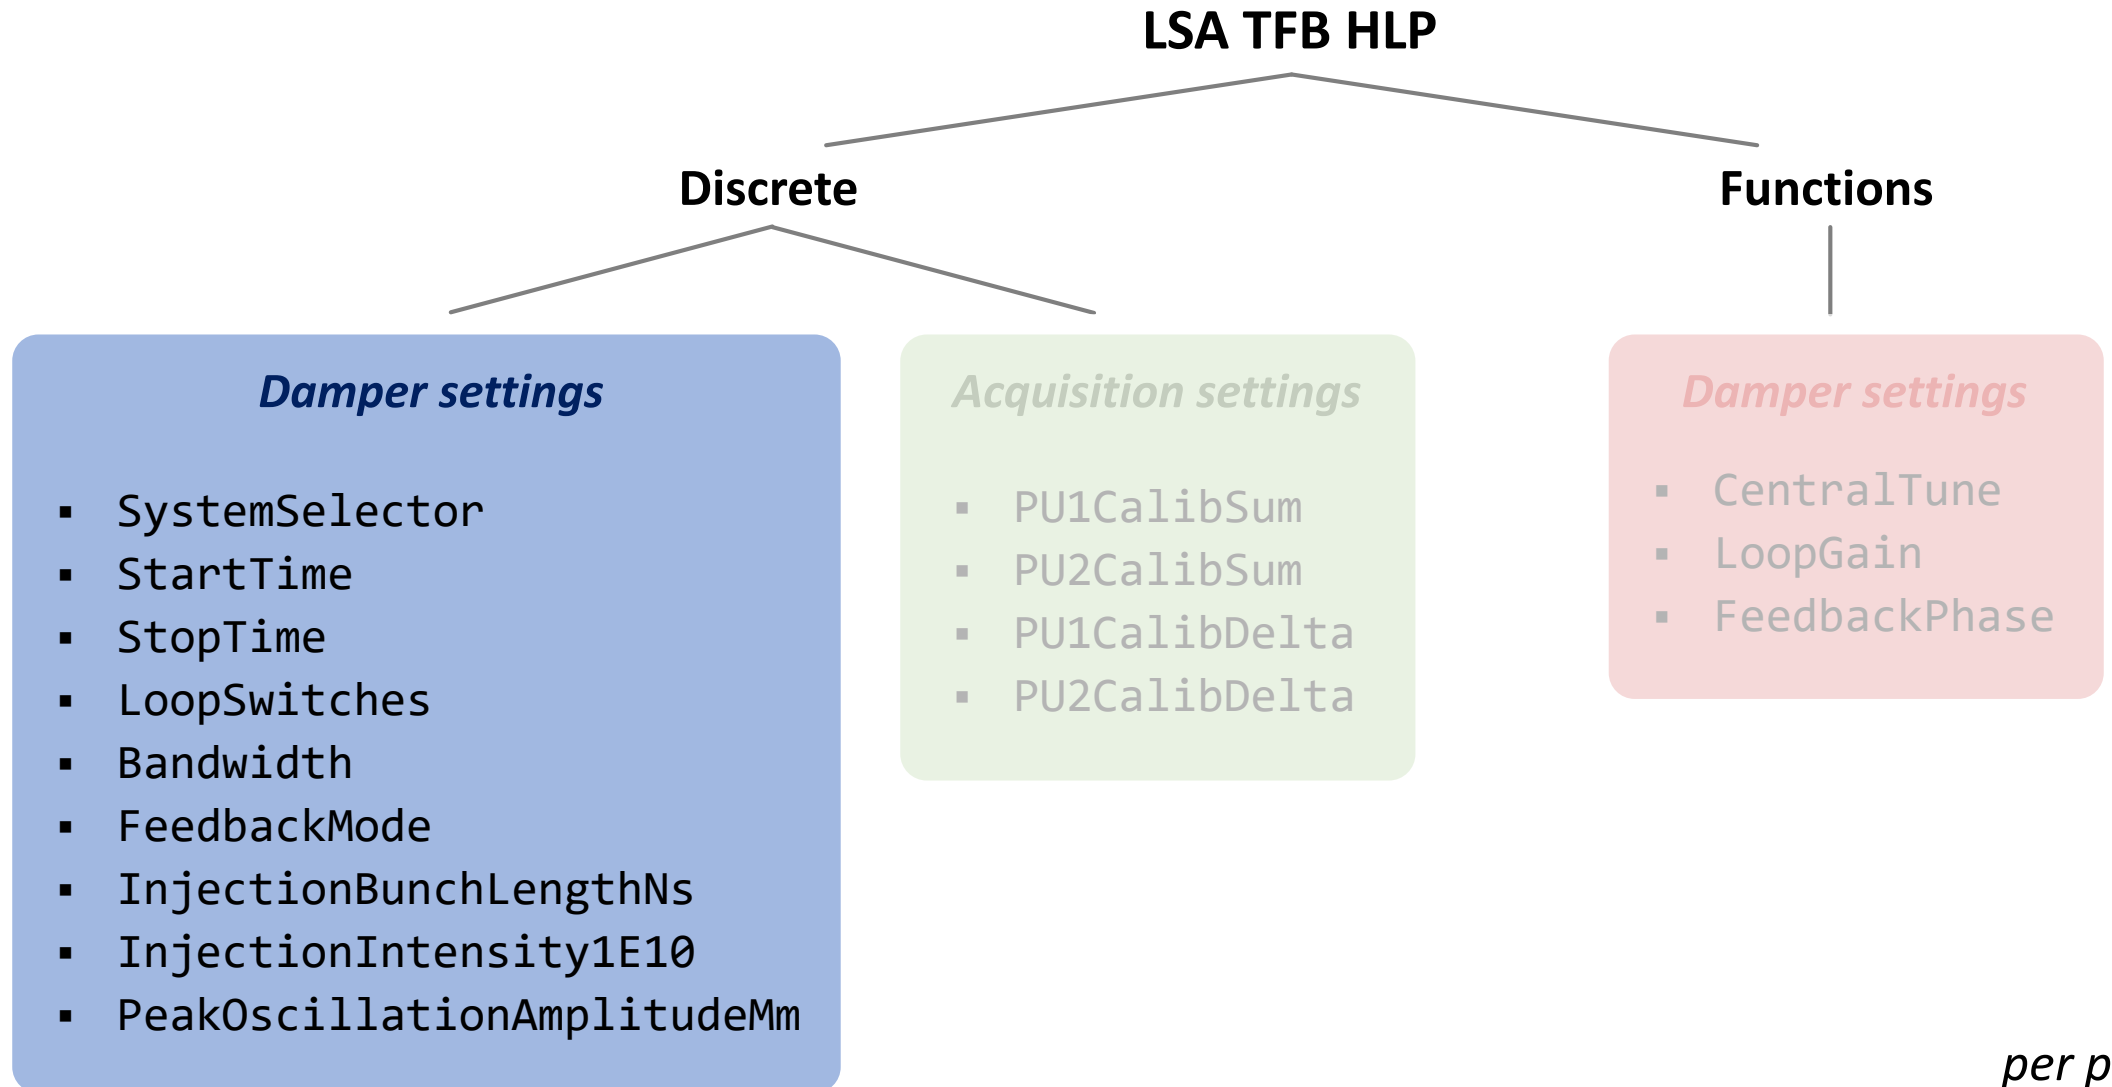 LSA TFB HLP
Discrete
Functions
Damper settings
▪ SystemSelector
▪ StartTime
▪ StopTime
▪ LoopSwitches
▪ Bandwidth
▪ FeedbackMode
▪ InjectionBunchLengthNs
▪ InjectionIntensity1E10
▪ PeakOscillationAmplitudeMm
Acquisition settings
▪ PU1CalibSum
▪ PU2CalibSum
▪ PU1CalibDelta
▪ PU2CalibDelta
Damper settings
▪ CentralTune
▪ LoopGain
▪ FeedbackPhase
per p